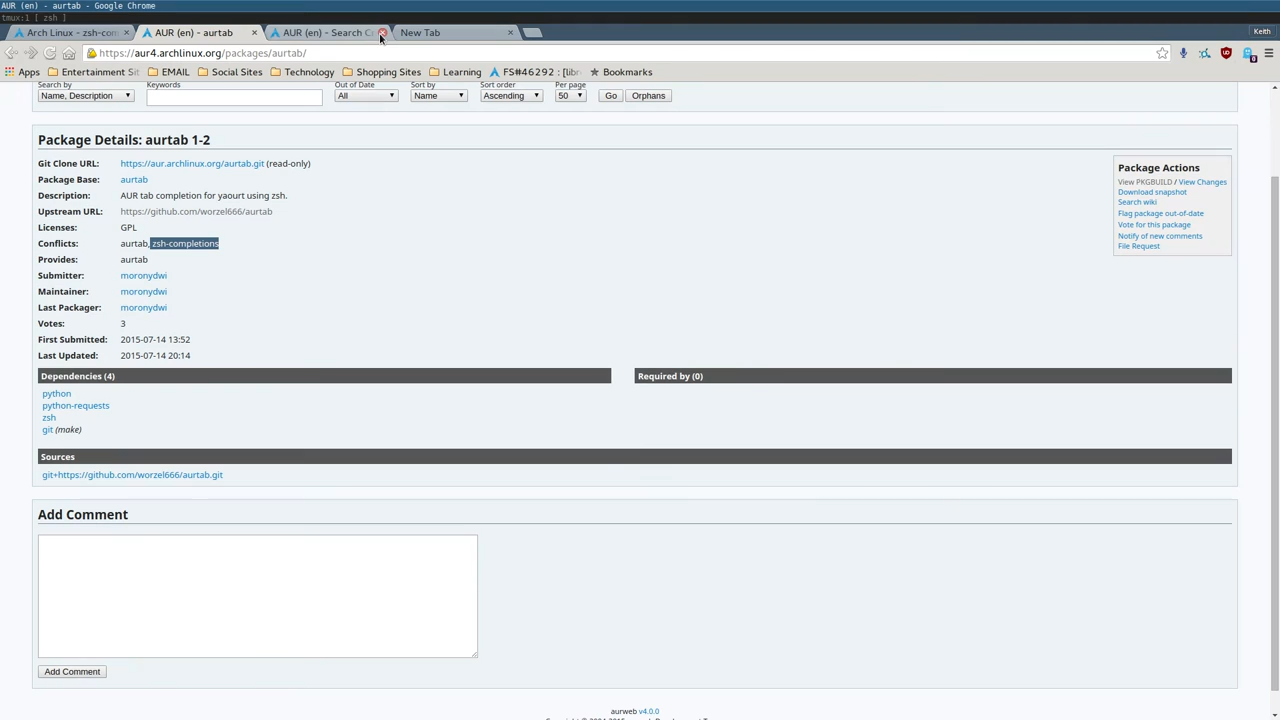 AUR (en) - aurtab - Google Chrome
tmux:1 [ zsh ]
Arch Linux - zsh-com
AUR (en) - aurtab
AUR (en) - Search C
New Tab
Keith
https://aur4.archlinux.org/packages/aurtab/
Apps
Entertainment Sit
EMAIL
Social Sites
Technology
Shopping Sites
Learning
FS#46292 : [libr
Bookmarks
Search by
Keywords
Out of Date
Sort by
Sort order
Per page
Name, Description
All
Name
Ascending
50
Go
Orphans
Package Details: aurtab 1-2
Git Clone URL: https://aur.archlinux.org/aurtab.git (read-only)
Package Base: aurtab
Description: AUR tab completion for yaourt using zsh.
Upstream URL: https://github.com/worzel666/aurtab
Licenses: GPL
Conflicts: aurtab, zsh-completions
Provides: aurtab
Submitter: moronydwi
Maintainer: moronydwi
Last Packager: moronydwi
Votes: 3
First Submitted: 2015-07-14 13:52
Last Updated: 2015-07-14 20:14
Package Actions
View PKGBUILD / View Changes
Download snapshot
Search wiki
Flag package out-of-date
Vote for this package
Notify of new comments
File Request
Dependencies (4)
python
python-requests
zsh
git (make)
Required by (0)
Sources
git+https://github.com/worzel666/aurtab.git
Add Comment
Add Comment
aurweb v4.0.0